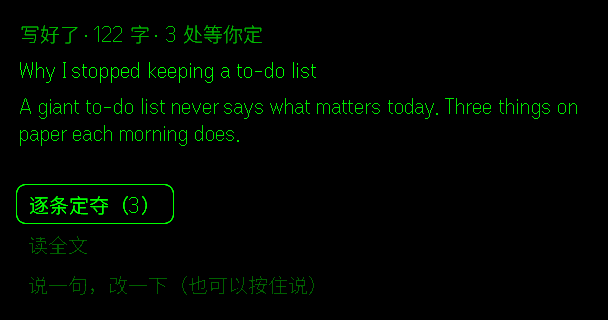 写好了 · 122 字 · 3 处等你定
Why I stopped keeping a to-do list
A giant to-do list never says what matters today. Three things on
paper each morning does.
逐条定夺（3）
读全文
说一句，改一下（也可以按住说）